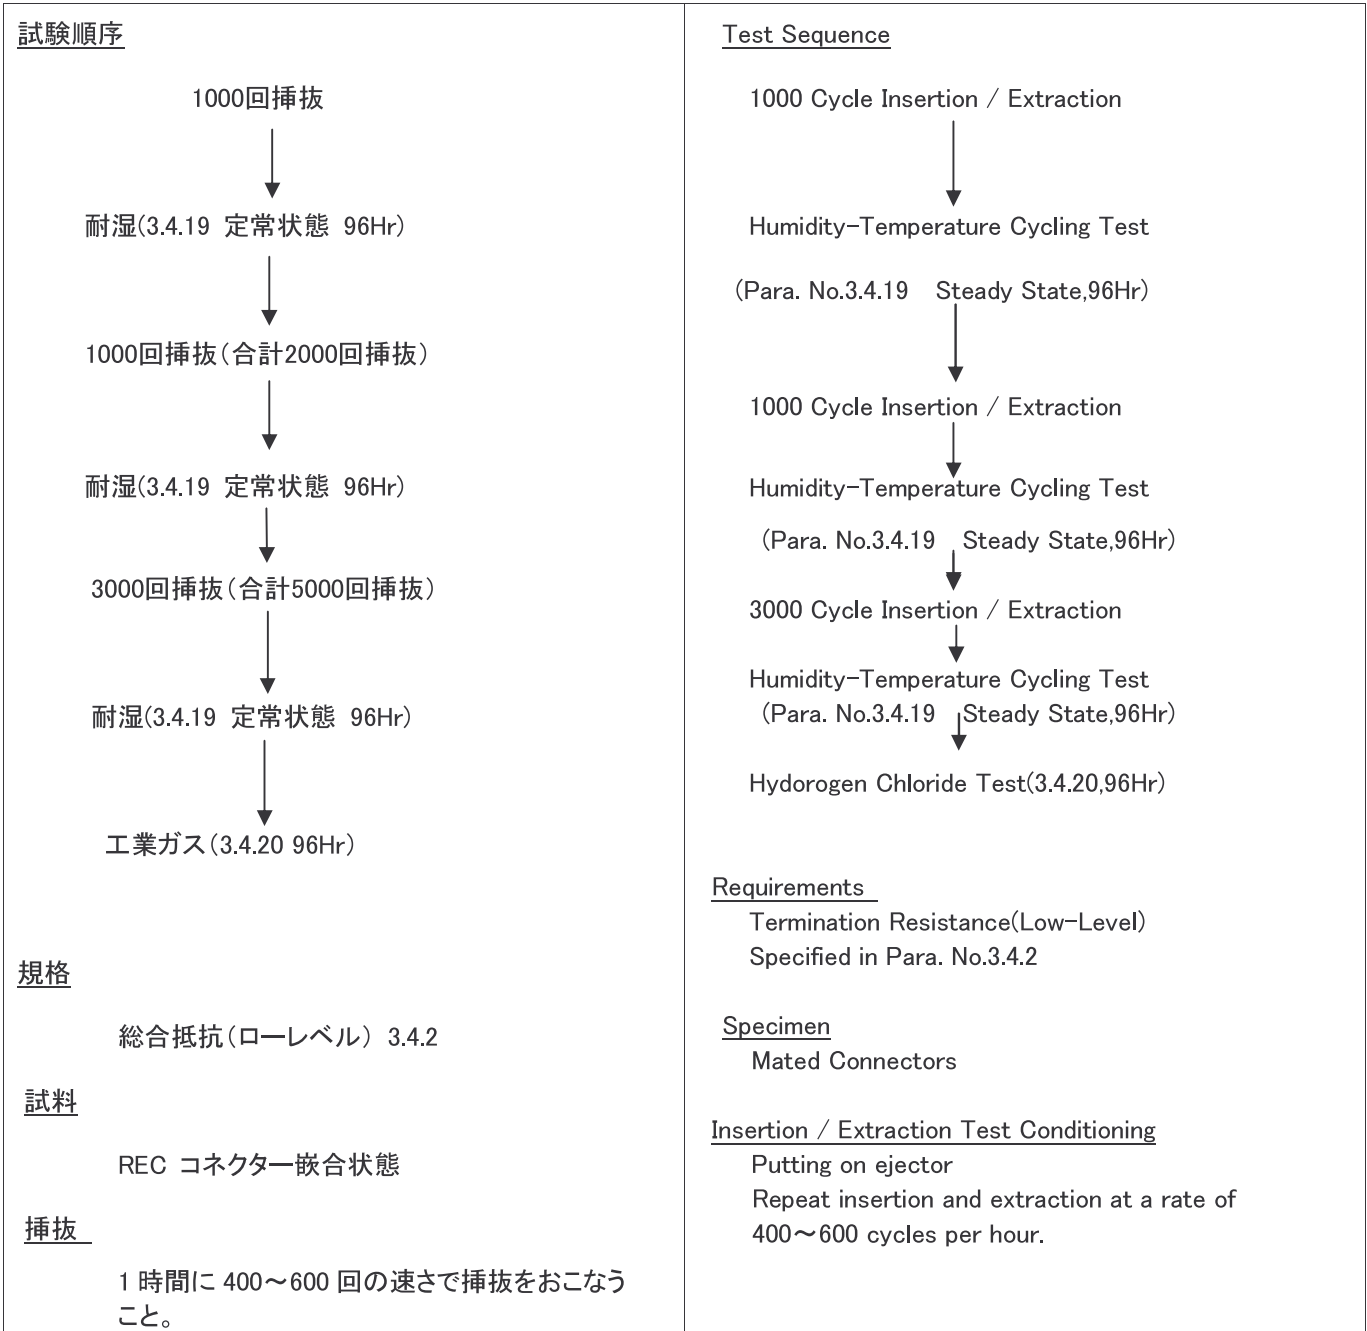 試験順序
1000回挿抜
耐湿(3.4.19 定常状態 96Hr)
1000回挿抜(合計2000回挿抜)
耐湿(3.4.19 定常状態 96Hr)
3000回挿抜(合計5000回挿抜)
耐湿(3.4.19 定常状態 96Hr)
工業ガス(3.4.20 96Hr)
規格
総合抵抗(ローレベル) 3.4.2
試料
REC コネクター嵌合状態
挿抜
1 時間に 400~600 回の速さで挿抜をおこなう
こと。
Test Sequence
1000 Cycle Insertion / Extraction
Humidity-Temperature Cycling Test
(Para. No.3.4.19 Steady State,96Hr)
1000 Cycle Insertion / Extraction
Humidity-Temperature Cycling Test
(Para. No.3.4.19 Steady State,96Hr)
3000 Cycle Insertion / Extraction
Humidity-Temperature Cycling Test
(Para. No.3.4.19 Steady State,96Hr)
Hydorogen Chloride Test(3.4.20,96Hr)
Requirements
Termination Resistance(Low-Level)
Specified in Para. No.3.4.2
Specimen
Mated Connectors
Insertion / Extraction Test Conditioning
Putting on ejector
Repeat insertion and extraction at a rate of
400~600 cycles per hour.